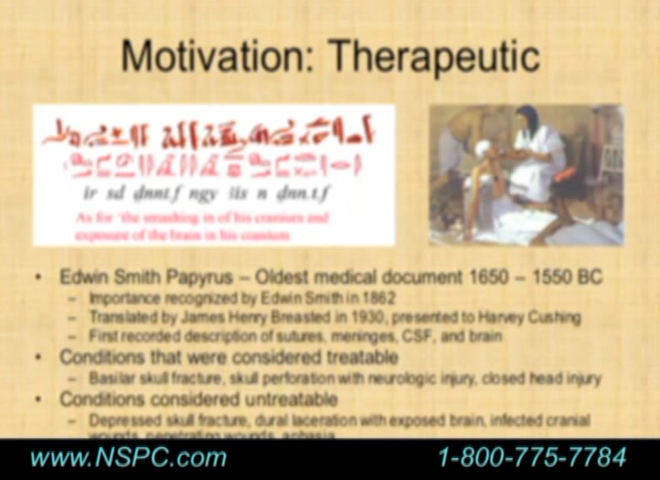 Motivation: Therapeutic
ir sd dnnt.f ngy ꜣis n dnn.t.f
As for 'the smashing in of his cranium and
exposure of the brain in his cranium
• Edwin Smith Papyrus – Oldest medical document 1650 – 1550 BC
– Importance recognized by Edwin Smith in 1862
– Translated by James Henry Breasted in 1930, presented to Harvey Cushing
– First recorded description of sutures, meninges, CSF, and brain
• Conditions that were considered treatable
– Basilar skull fracture, skull perforation with neurologic injury, closed head injury
• Conditions considered untreatable
– Depressed skull fracture, dural laceration with exposed brain, infected cranial
wounds, penetrating wounds, aphasia
www.NSPC.com
1-800-775-7784